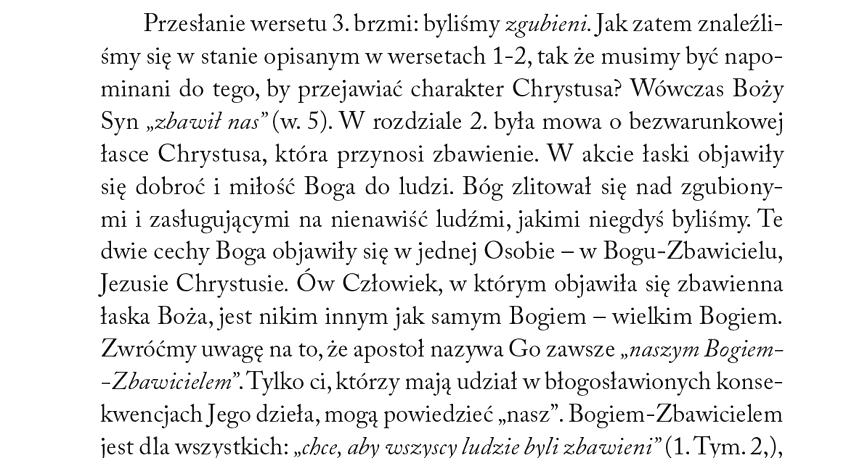 Przesłanie wersetu 3. brzmi: byliśmy zgubieni. Jak zatem znaleźli-
śmy się w stanie opisanym w wersetach 1-2, tak że musimy być napo-
minani do tego, by przejawiać charakter Chrystusa? Wówczas Boży
Syn „zbawił nas” (w. 5). W rozdziale 2. była mowa o bezwarunkowej
łasce Chrystusa, która przynosi zbawienie. W akcie łaski objawiły
się dobroć i miłość Boga do ludzi. Bóg zlitował się nad zgubiony-
mi i zasługującymi na nienawiść ludźmi, jakimi niegdyś byliśmy. Te
dwie cechy Boga objawiły się w jednej Osobie – w Bogu-Zbawicielu,
Jezusie Chrystusie. Ów Człowiek, w którym objawiła się zbawienna
łaska Boża, jest nikim innym jak samym Bogiem – wielkim Bogiem.
Zwróćmy uwagę na to, że apostoł nazywa Go zawsze „naszym Bogiem-
-Zbawicielem”. Tylko ci, którzy mają udział w błogosławionych konse-
kwencjach Jego dzieła, mogą powiedzieć „nasz”. Bogiem-Zbawicielem
jest dla wszystkich: „chce, aby wszyscy ludzie byli zbawieni” (1. Tym. 2,),